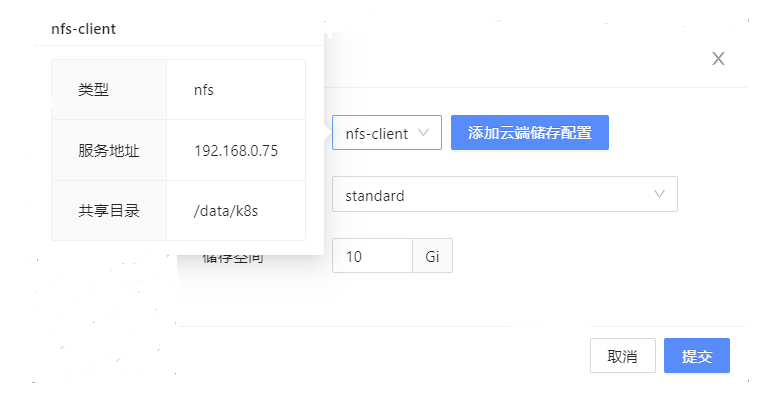 nfs-client
类型 nfs
服务地址 192.168.0.75
共享目录 /data/k8s
nfs-client 添加云端储存配置
standard
储存空间 10 Gi
取消 提交